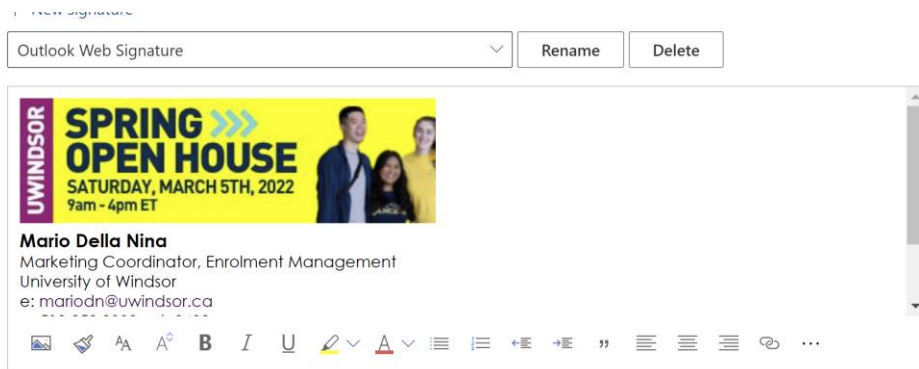 New signature
Outlook Web Signature
Rename
Delete
UWINDSOR
SPRING >>>
OPEN HOUSE
SATURDAY, MARCH 5TH, 2022
9am - 4pm ET
Mario Della Nina
Marketing Coordinator, Enrolment Management
University of Windsor
e: mariodn@uwindsor.ca